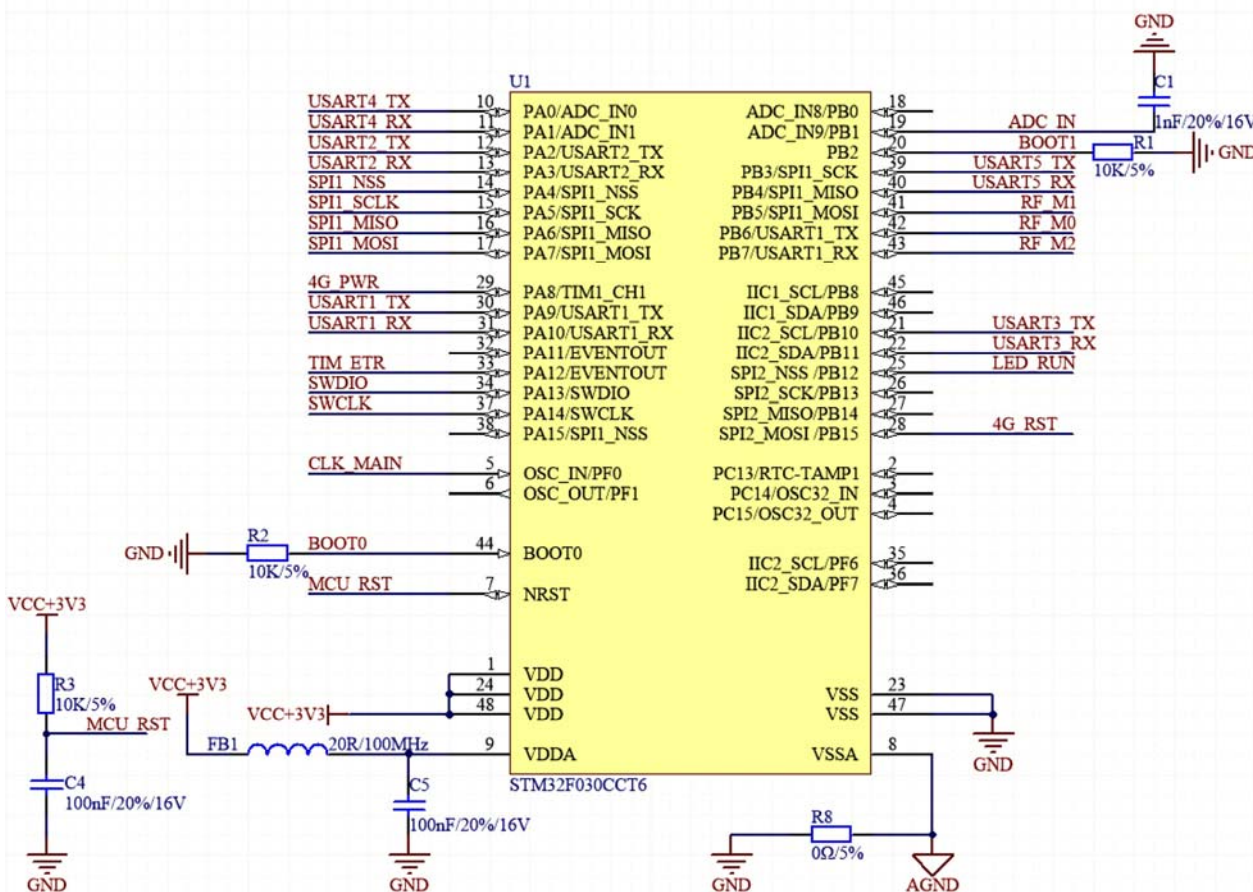 GND
U1
C1
1nF/20%/16V
USART4_TX 10 PA0/ADC_IN0
USART4_RX 11 PA1/ADC_IN1
USART2_TX 12 PA2/USART2_TX
USART2_RX 13 PA3/USART2_RX
SPI1_NSS 14 PA4/SPI1_NSS
SPI1_SCLK 15 PA5/SPI1_SCK
SPI1_MISO 16 PA6/SPI1_MISO
SPI1_MOSI 17 PA7/SPI1_MOSI
4G_PWR 29 PA8/TIM1_CH1
USART1_TX 30 PA9/USART1_TX
USART1_RX 31 PA10/USART1_RX
32 PA11/EVENTOUT
TIM_ETR 33 PA12/EVENTOUT
SWDIO 34 PA13/SWDIO
SWCLK 37 PA14/SWCLK
38 PA15/SPI1_NSS
CLK_MAIN 5 OSC_IN/PF0
6 OSC_OUT/PF1
R2
GND BOOT0 44 BOOT0
10K/5%
MCU_RST 7 NRST
1 VDD
24 VDD
VCC+3V3 48 VDD
VCC+3V3
FB1 20R/100MHz 9 VDDA
C5
100nF/20%/16V
GND
VCC+3V3
R3
10K/5%
MCU_RST
C4
100nF/20%/16V
GND
ADC_IN8/PB0 18
ADC_IN9/PB1 19 ADC_IN
PB2 20 BOOT1 R1 GND
10K/5%
PB3/SPI1_SCK 39 USART5_TX
PB4/SPI1_MISO 40 USART5_RX
PB5/SPI1_MOSI 41 RF_M1
PB6/USART1_TX 42 RF_M0
PB7/USART1_RX 43 RF_M2
IIC1_SCL/PB8 45
IIC1_SDA/PB9 46
IIC2_SCL/PB10 21 USART3_TX
IIC2_SDA/PB11 22 USART3_RX
SPI2_NSS /PB12 25 LED_RUN
SPI2_SCK/PB13 26
SPI2_MISO/PB14 27
SPI2_MOSI /PB15 28 4G_RST
PC13/RTC-TAMP1 2
PC14/OSC32_IN 3
PC15/OSC32_OUT 4
IIC2_SCL/PF6 35
IIC2_SDA/PF7 36
VSS 23
VSS 47
GND
VSSA 8
STM32F030CCT6
R8
0Ω/5%
GND
AGND